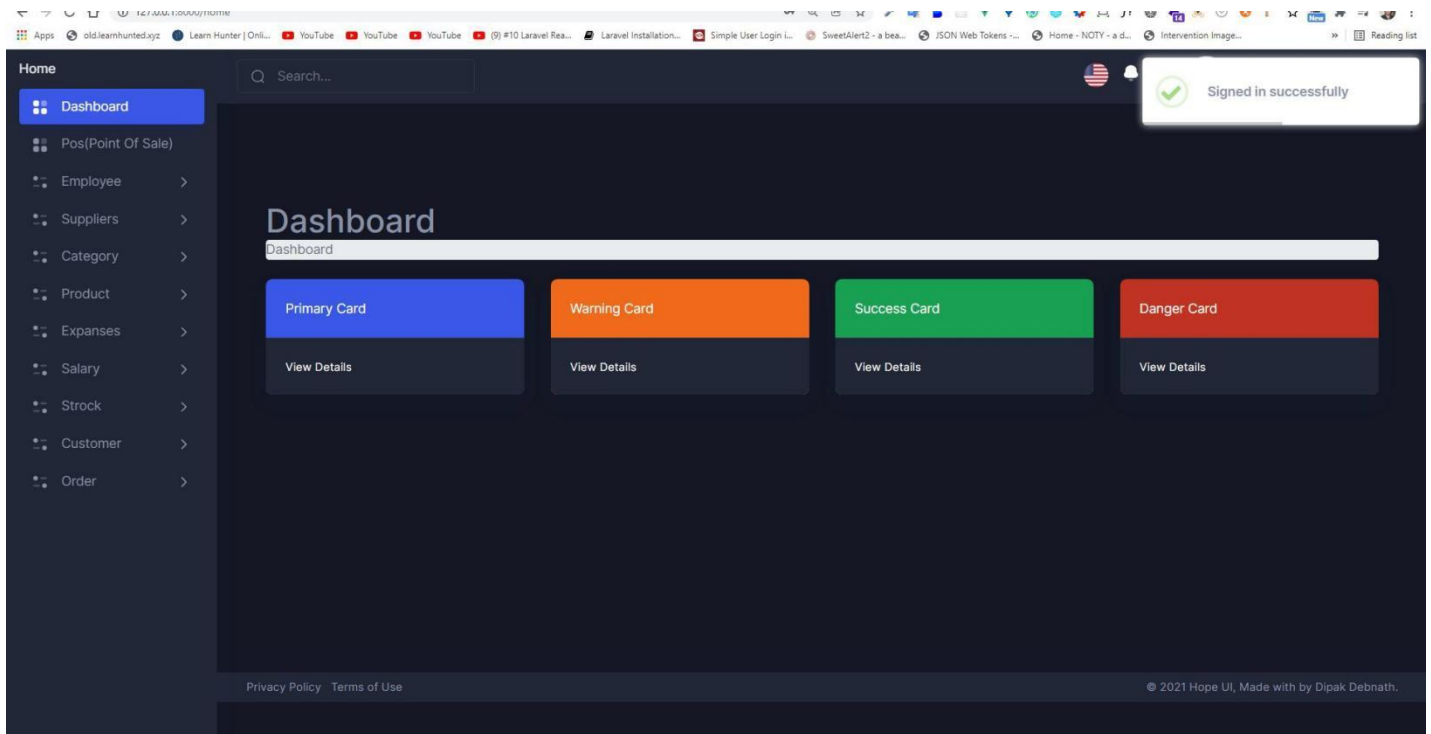 127.0.0.1:8000/home
Apps old.learnhunted.xyz Learn Hunter | Onli... YouTube YouTube YouTube (9) #10 Laravel Rea... Laravel Installation... Simple User Login i... SweetAlert2 - a bea... JSON Web Tokens -... Home - NOTY - a d... Intervention Image... » Reading list
Home
Search...
Signed in successfully
Dashboard
Pos(Point Of Sale)
Employee
Suppliers
Category
Product
Expanses
Salary
Strock
Customer
Order
Dashboard
Dashboard
Primary Card
Warning Card
Success Card
Danger Card
View Details
View Details
View Details
View Details
Privacy Policy Terms of Use
© 2021 Hope UI, Made with by Dipak Debnath.